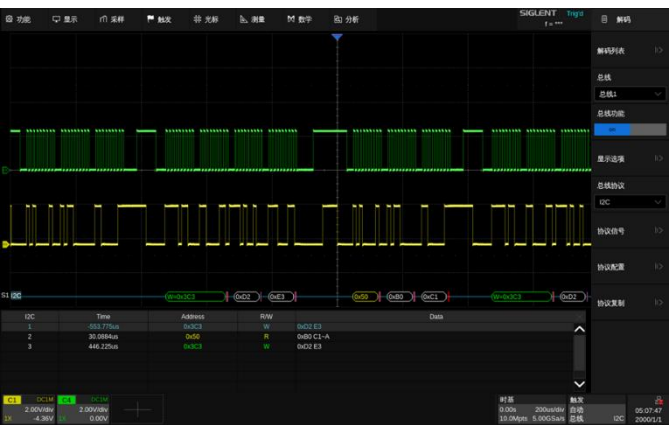 功能 显示 采样 触发 光标 测量 数学 分析 SIGLENT Trig'd 解码
f = ***
解码列表
总线
总线1
总线功能
on
显示选项
总线协议
I2C
协议信号
协议配置
协议复制
S1 I2C W=0x3C3 0xD2 0xE3 0x50 0xB0 0xC1 W=0x3C3 0xD2
I2C Time Address R/W Data
1 -553.775us 0x3C3 W 0xD2 E3
2 30.0884us 0x50 R 0xB0 C1~A
3 446.225us 0x3C3 W 0xD2 E3
C1 DC1M C4 DC1M 时基 触发
2.00V/div 2.00V/div 0.00s 200us/div 自动 05:07:47
1X -4.36V 1X 0.00V 10.0Mpts 5.00GSa/s 总线 I2C 2000/1/1